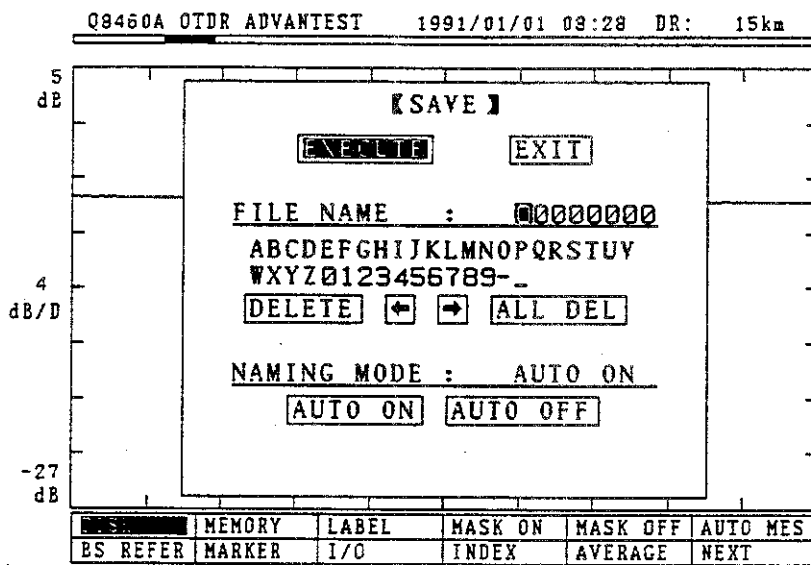 Q8460A OTDR ADVANTEST 1991/01/01 08:28 DR: 15km
5
dB
【SAVE】
EXECUTE EXIT
FILE NAME : 00000000
ABCDEFGHIJKLMNOPQRSTUV
WXYZ0123456789-_
4
dB/D
DELETE ← → ALL DEL
NAMING MODE : AUTO ON
AUTO ON AUTO OFF
-27
dB
MEMORY LABEL MASK ON MASK OFF AUTO MES
BS REFER MARKER I/O INDEX AVERAGE NEXT